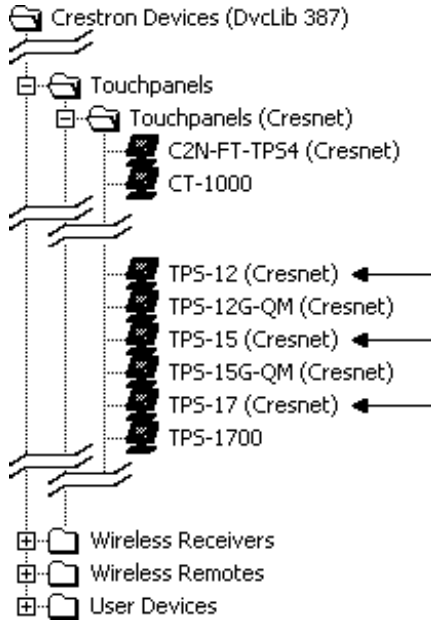 Crestron Devices (DvcLib 387)
Touchpanels
Touchpanels (Cresnet)
C2N-FT-TPS4 (Cresnet)
CT-1000
TPS-12 (Cresnet)
TPS-12G-QM (Cresnet)
TPS-15 (Cresnet)
TPS-15G-QM (Cresnet)
TPS-17 (Cresnet)
TPS-1700
Wireless Receivers
Wireless Remotes
User Devices